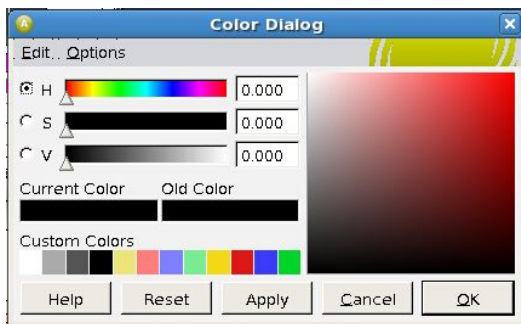 Color Dialog
Edit Options
H 0.000
S 0.000
V 0.000
Current Color Old Color
Custom Colors
Help Reset Apply Cancel OK